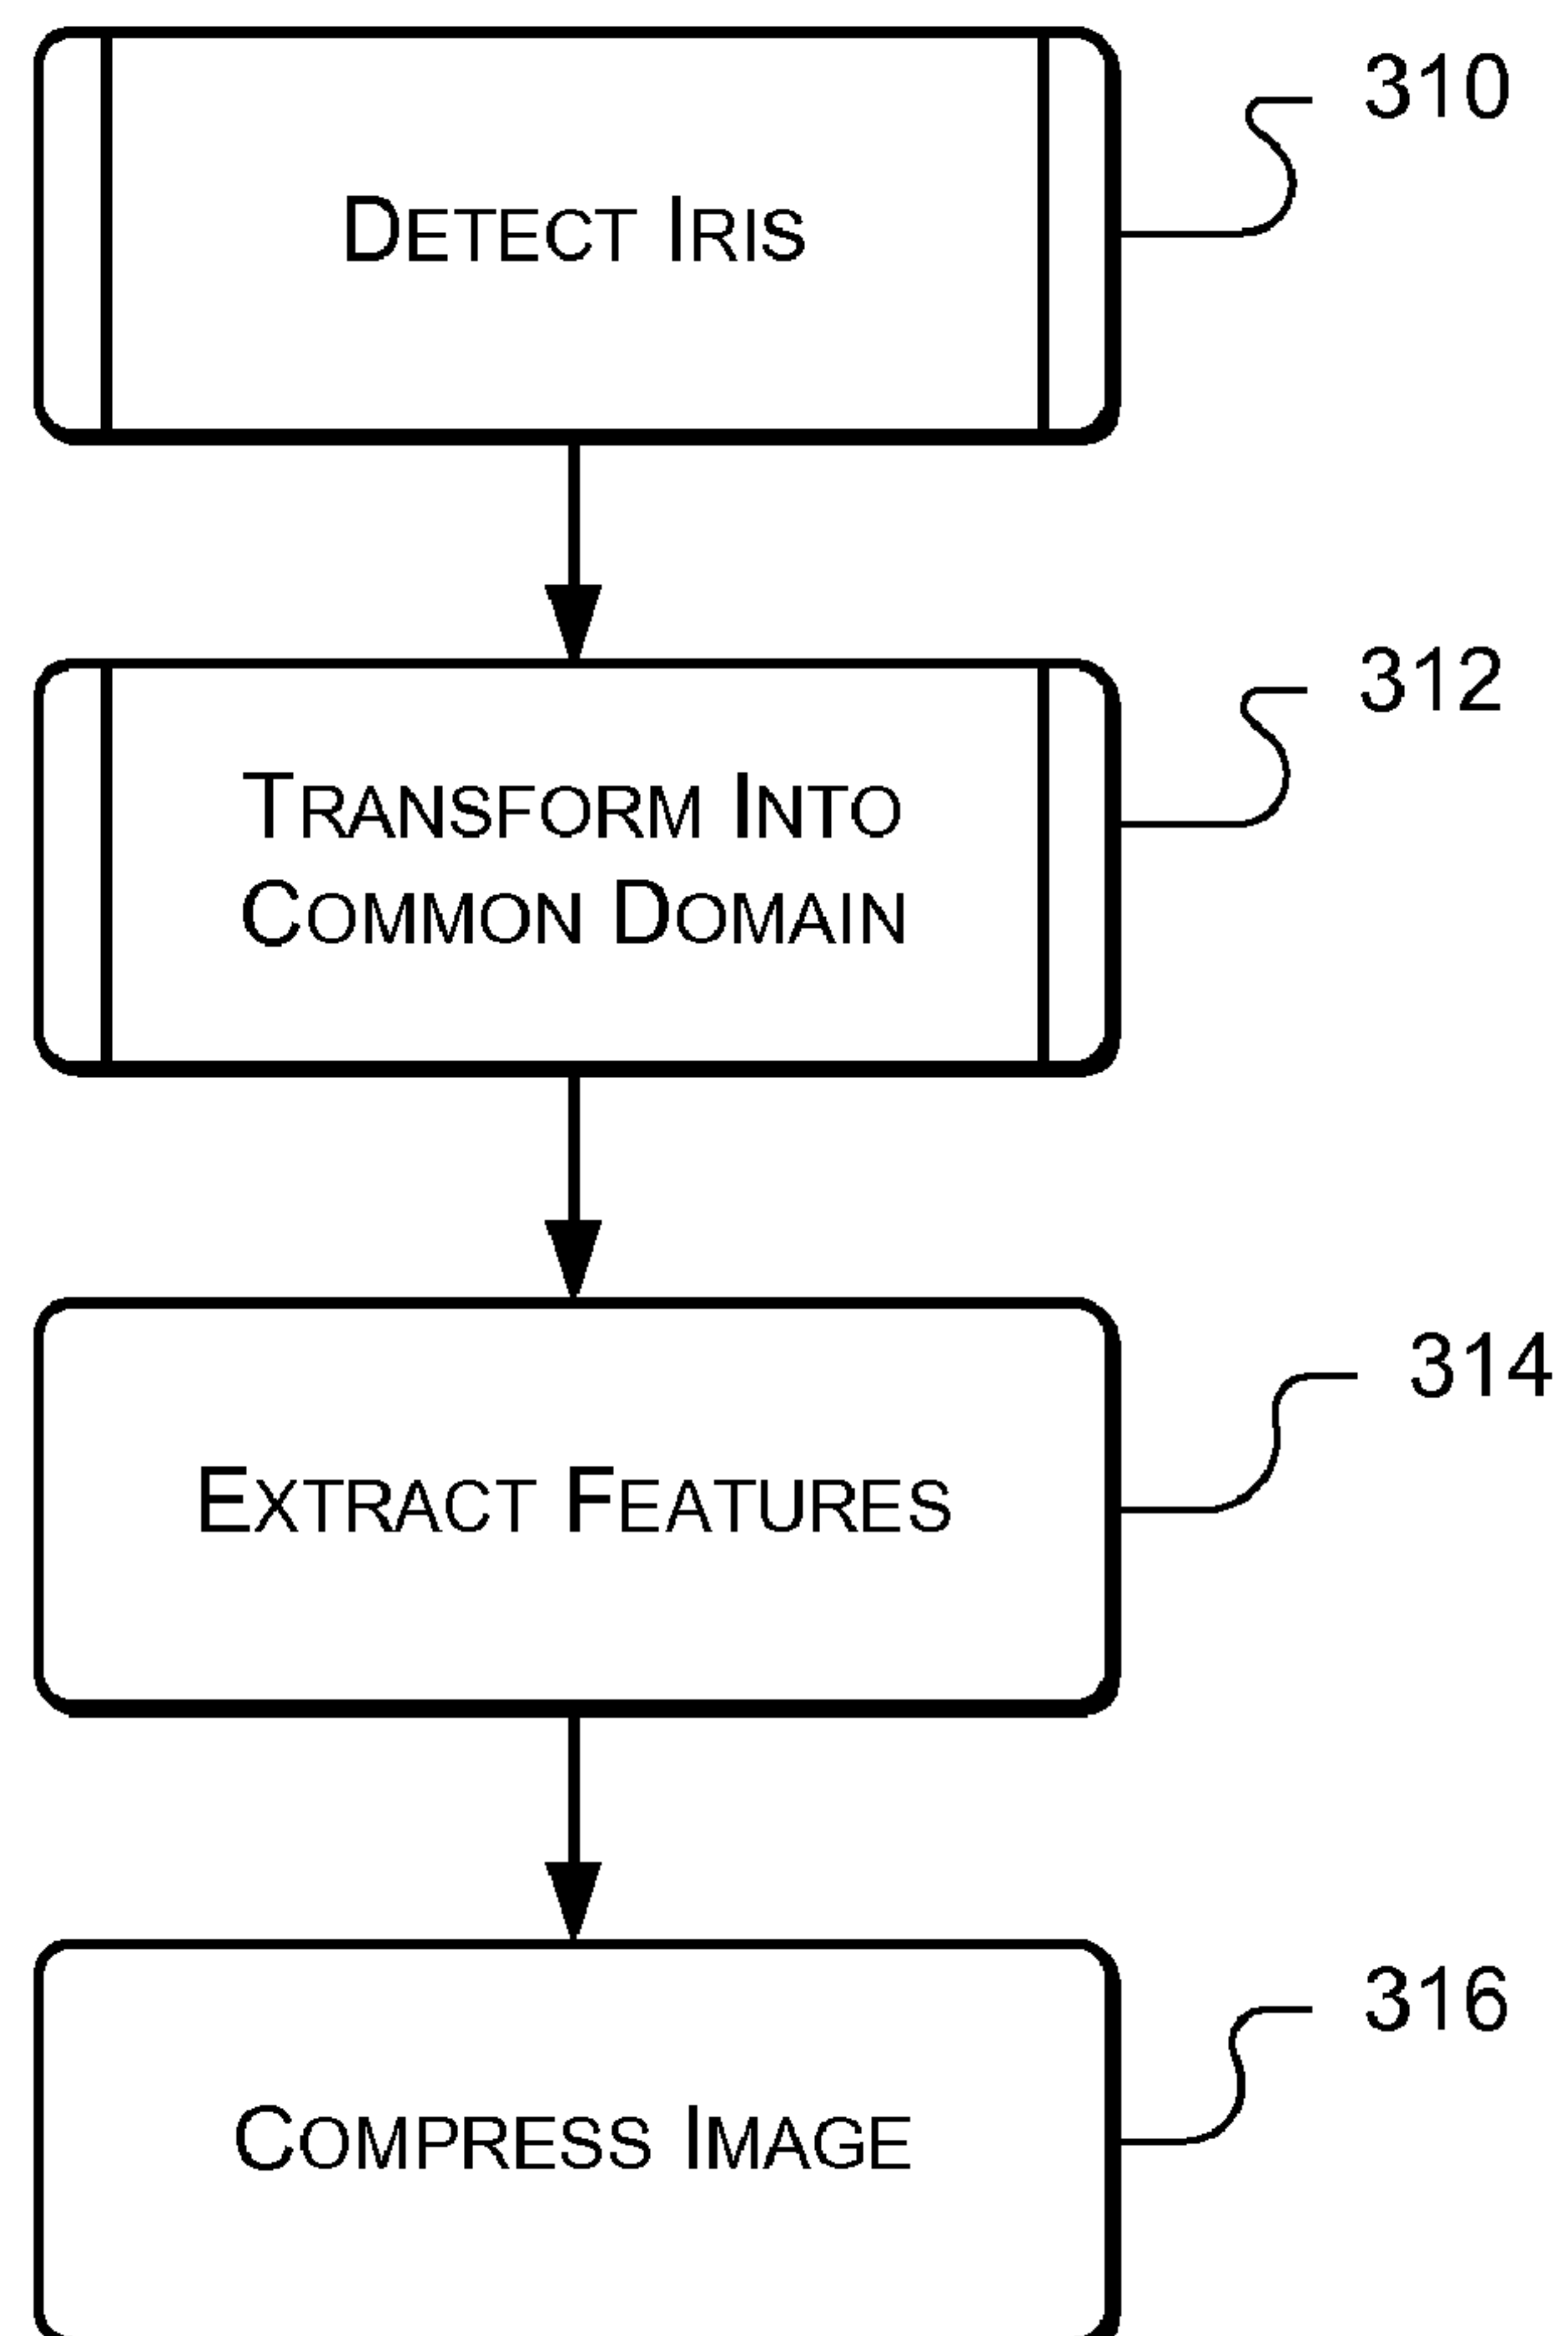 310
DETECT IRIS
312
TRANSFORM INTO
COMMON DOMAIN
314
EXTRACT FEATURES
316
COMPRESS IMAGE